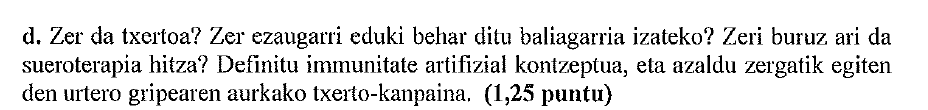 d. Zer da txertoa? Zer ezaugarri eduki behar ditu baliagarria izateko? Zeri buruz ari da
sueroterapia hitza? Definitu immunitate artifizial kontzeptua, eta azaldu zergatik egiten
den urtero gripearen aurkako txerto-kanpaina. (1,25 puntu)